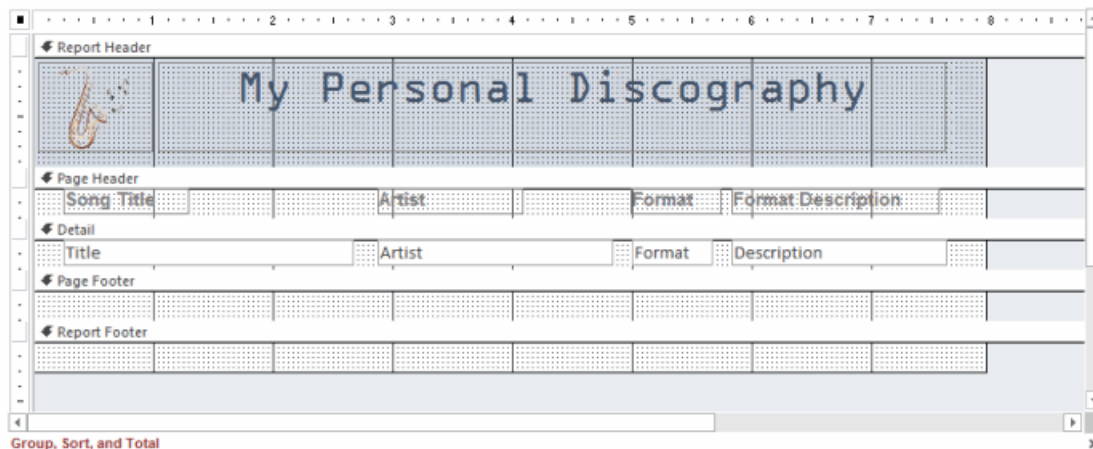 1 2 3 4 5 6 7 8
Report Header
My Personal Discography
Page Header
Song Title Artist Format Format Description
Detail
Title Artist Format Description
Page Footer
Report Footer
Group, Sort, and Total